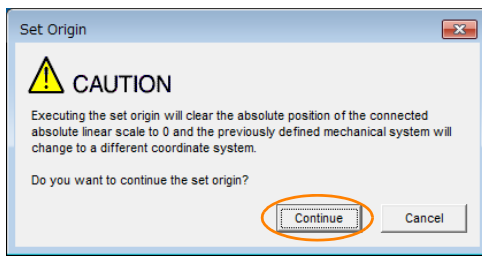 Set Origin
CAUTION
Executing the set origin will clear the absolute position of the connected
absolute linear scale to 0 and the previously defined mechanical system will
change to a different coordinate system.
Do you want to continue the set origin?
Continue
Cancel